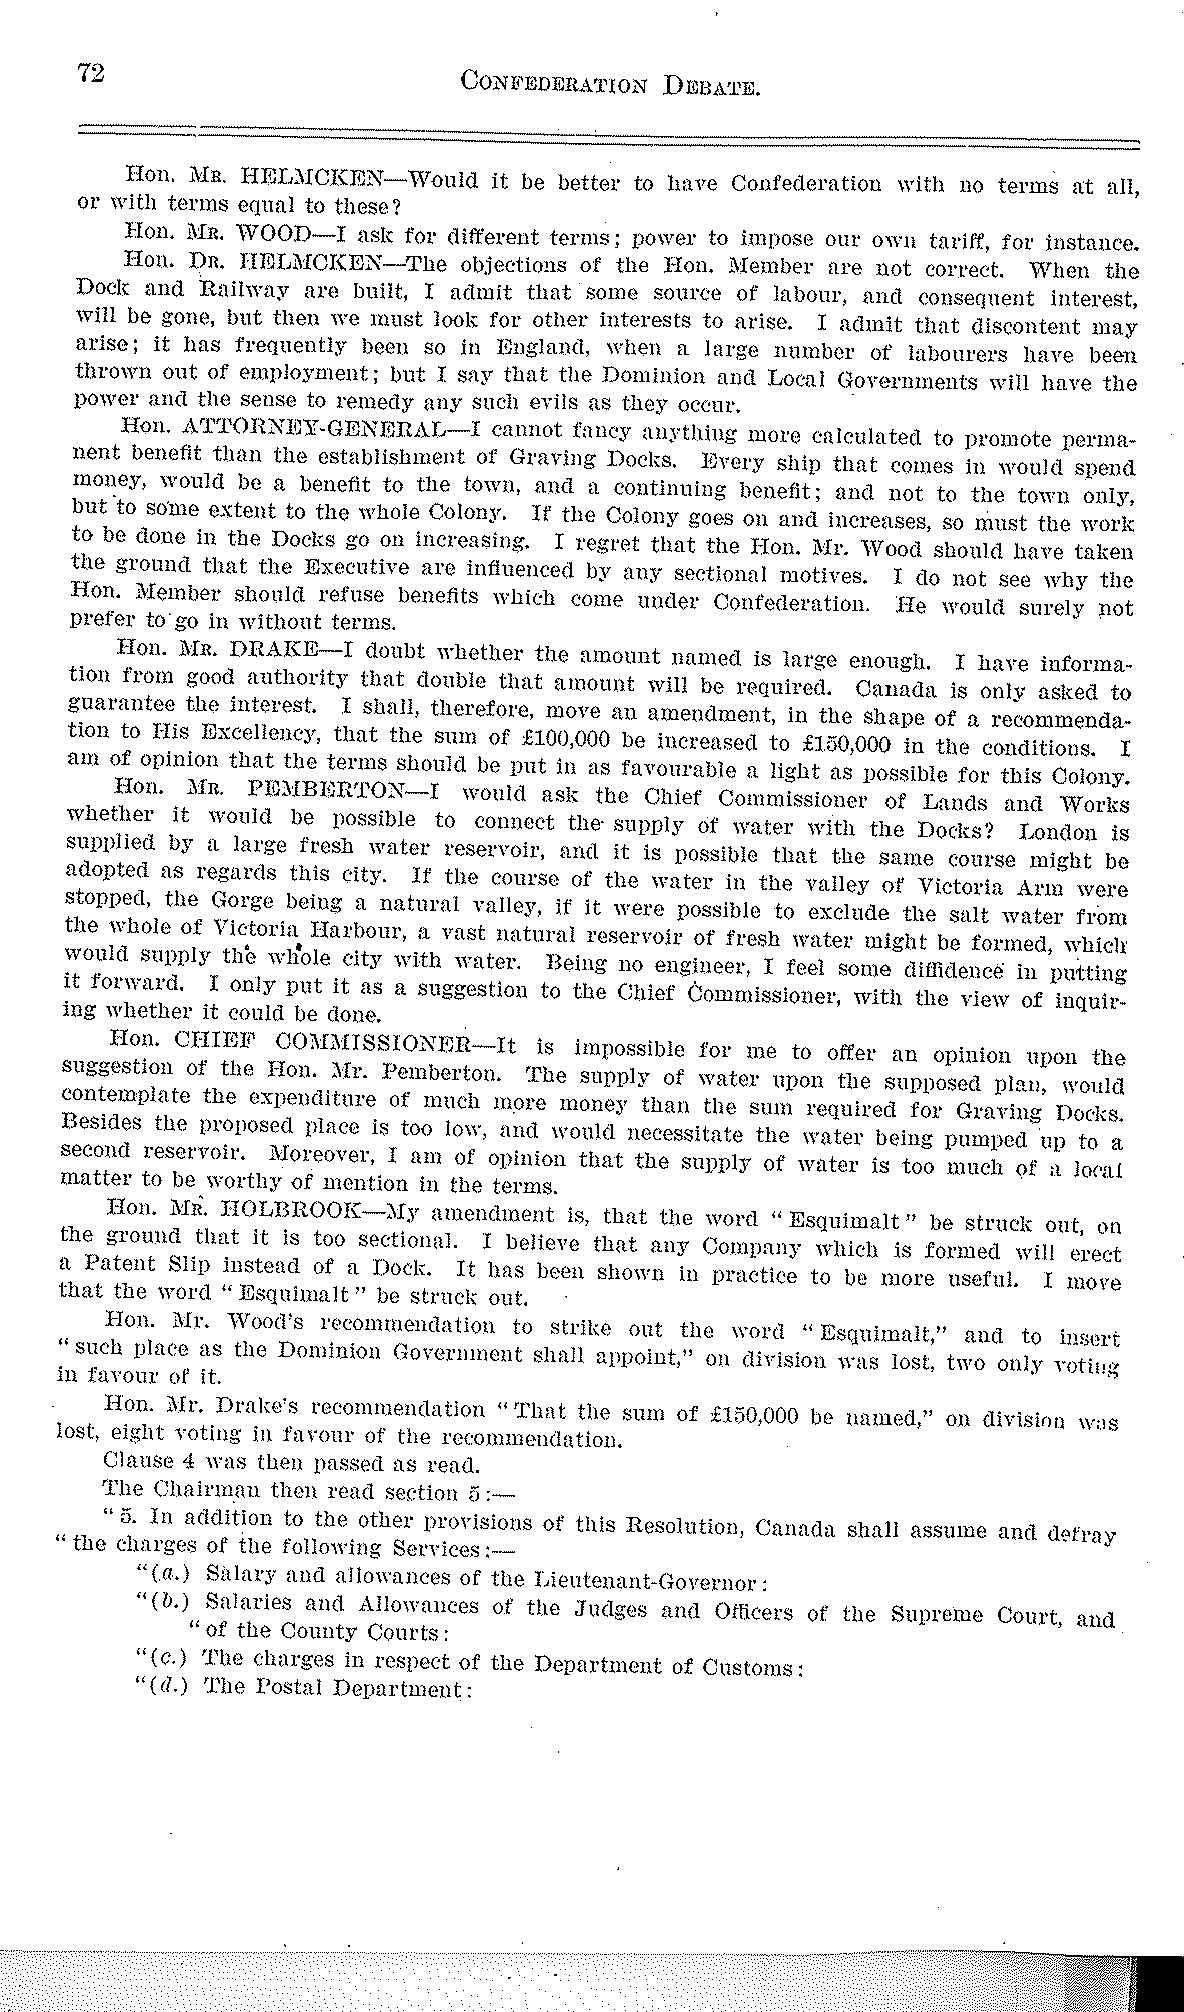 72
CONFEDERATION DEBATE.
Hon. MR. HELMCKEN—Would it be better to have Confederation with no terms at all,
or with terms equal to these?
Hon. MR. WOOD—I ask for different terms; power to impose our own tariff, for instance.
Hon. DR. HELMCKEN—The objections of the Hon. Member are not correct. When the
Dock and Railway are built, I admit that some source of labour, and consequent interest,
will be gone, but then we must look for other interests to arise. I admit that discontent may
arise; it has frequently been so in England, when a large number of labourers have been
thrown out of employment; but I say that the Dominion and Local Governments will have the
power and the sense to remedy any such evils as they occur.
Hon. ATTORNEY-GENERAL—I cannot fancy anything more calculated to promote perma-
nent benefit than the establishment of Graving Docks. Every ship that comes in would spend
money, would be a benefit to the town, and a continuing benefit; and not to the town only,
but to some extent to the whole Colony. If the Colony goes on and increases, so must the work
to be done in the Docks go on increasing. I regret that the Hon. Mr. Wood should have taken
the ground that the Executive are influenced by any sectional motives. I do not see why the
Hon. Member should refuse benefits which come under Confederation. He would surely not
prefer to go in without terms.
Hon. MR. DRAKE—I doubt whether the amount named is large enough. I have informa-
tion from good authority that double that amount will be required. Canada is only asked to
guarantee the interest. I shall, therefore, move an amendment, in the shape of a recommenda-
tion to His Excellency, that the sum of £100,000 be increased to £150,000 in the conditions. I
am of opinion that the terms should be put in as favourable a light as possible for this Colony.
Hon. MR. PEMBERTON—I would ask the Chief Commissioner of Lands and Works
whether it would be possible to connect the supply of water with the Docks? London is
supplied by a large fresh water reservoir, and it is possible that the same course might be
adopted as regards this city. If the course of the water in the valley of Victoria Arm were
stopped, the Gorge being a natural valley, if it were possible to exclude the salt water from
the whole of Victoria Harbour, a vast natural reservoir of fresh water might be formed, which
would supply the whole city with water. Being no engineer, I feel some diffidence in putting
it forward. I only put it as a suggestion to the Chief Commissioner, with the view of inquir-
ing whether it could be done.
Hon. CHIEF COMMISSIONER—It is impossible for me to offer an opinion upon the
suggestion of the Hon. Mr. Pemberton. The supply of water upon the supposed plan, would
contemplate the expenditure of much more money than the sum required for Graving Docks.
Besides the proposed place is too low, and would necessitate the water being pumped up to a
second reservoir. Moreover, I am of opinion that the supply of water is too much of a local
matter to be worthy of mention in the terms.
Hon. MR. HOLBROOK—My amendment is, that the word "Esquimalt" be struck out, on
the ground that it is too sectional. I believe that any Company which is formed will erect
a Patent Slip instead of a Dock. It has been shown in practice to be more useful. I move
that the word "Esquimalt" be struck out.
Hon. Mr. Wood's recommendation to strike out the word "Esquimalt," and to insert
"such place as the Dominion Government shall appoint," on division was lost, two only voting
in favour of it.
Hon. Mr. Drake's recommendation "That the sum of £150,000 be named," on division was
lost, eight voting in favour of the recommendation.
Clause 4 was then passed as read.
The Chairman then read section 5:—
"5. In addition to the other provisions of this Resolution, Canada shall assume and defray
"the charges of the following Services:—
"(a.) Salary and allowances of the Lieutenant-Governor:
"(b.) Salaries and Allowances of the Judges and Officers of the Supreme Court, and
"of the County Courts:
"(c.) The charges in respect of the Department of Customs:
"(d.) The Postal Department: